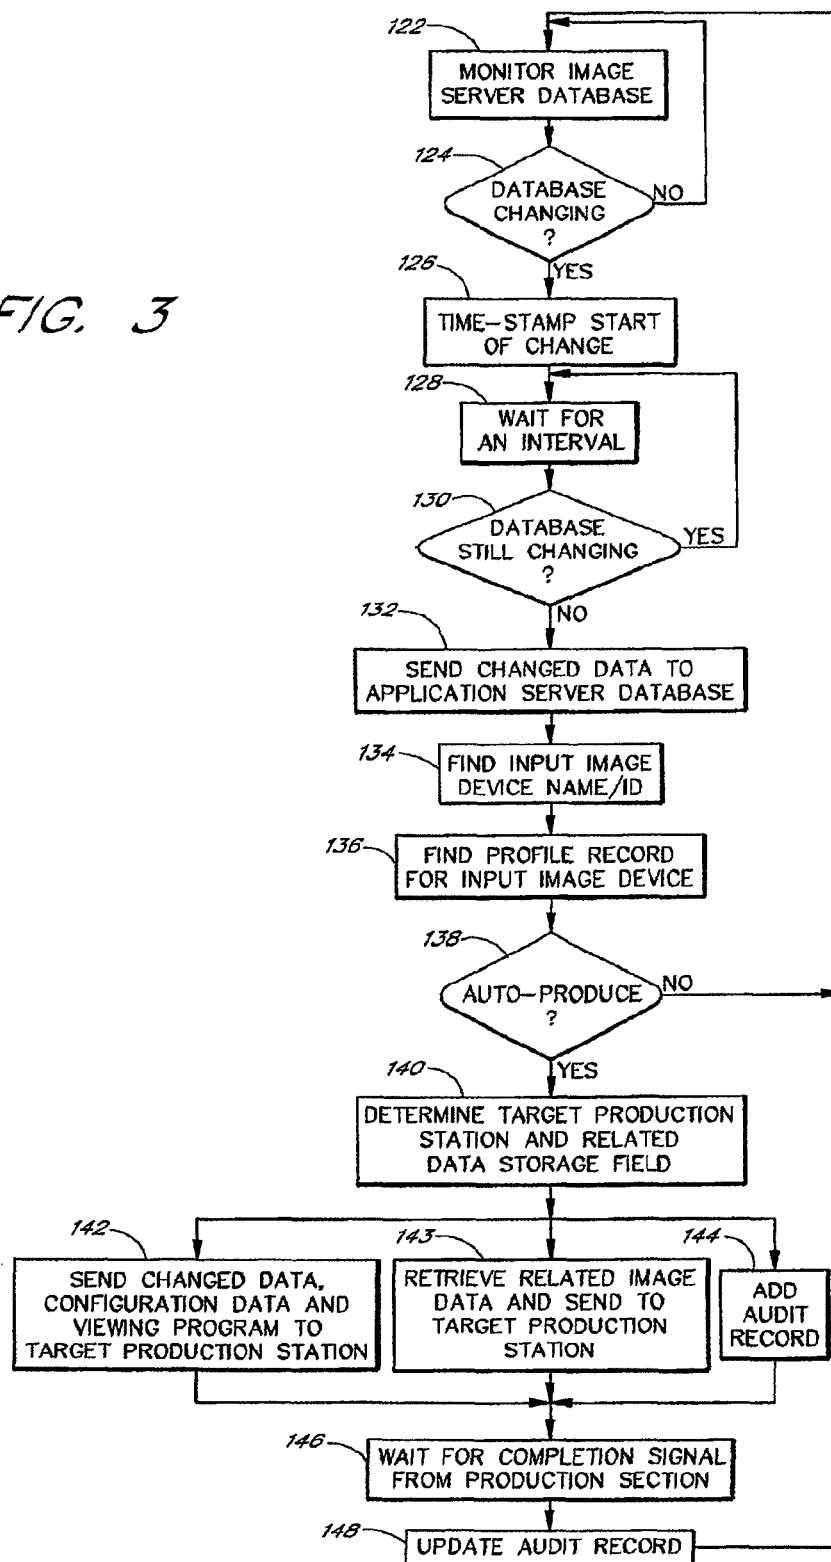 122
MONITOR IMAGE
SERVER DATABASE
124
DATABASE
CHANGING
?
NO
YES
FIG. 3
126
TIME-STAMP START
OF CHANGE
128
WAIT FOR
AN INTERVAL
130
DATABASE
STILL CHANGING
?
YES
NO
132
SEND CHANGED DATA TO
APPLICATION SERVER DATABASE
134
FIND INPUT IMAGE
DEVICE NAME/ID
136
FIND PROFILE RECORD
FOR INPUT IMAGE DEVICE
138
AUTO-PRODUCE
?
NO
YES
140
DETERMINE TARGET PRODUCTION
STATION AND RELATED
DATA STORAGE FIELD
142
SEND CHANGED DATA,
CONFIGURATION DATA AND
VIEWING PROGRAM TO
TARGET PRODUCTION STATION
143
RETRIEVE RELATED IMAGE
DATA AND SEND TO
TARGET PRODUCTION
STATION
144
ADD
AUDIT
RECORD
146
WAIT FOR COMPLETION SIGNAL
FROM PRODUCTION SECTION
148
UPDATE AUDIT RECORD